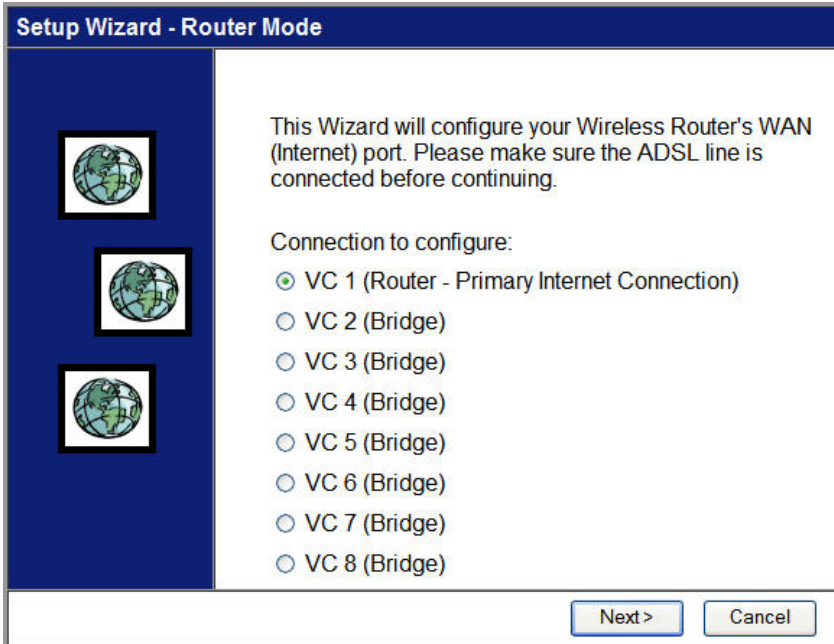 Setup Wizard - Router Mode
This Wizard will configure your Wireless Router's WAN
(Internet) port. Please make sure the ADSL line is
connected before continuing.
Connection to configure:
VC 1 (Router - Primary Internet Connection)
VC 2 (Bridge)
VC 3 (Bridge)
VC 4 (Bridge)
VC 5 (Bridge)
VC 6 (Bridge)
VC 7 (Bridge)
VC 8 (Bridge)
Next>
Cancel